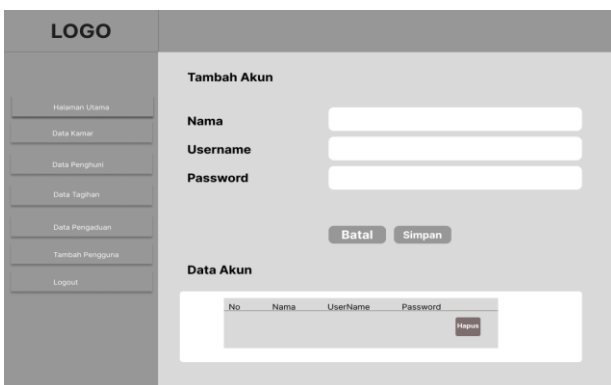 LOGO
Halaman Utama
Data Kamar
Data Penghuni
Data Tagihan
Data Pengaduan
Tambah Pengguna
Logout
Tambah Akun
Nama
Username
Password
Batal Simpan
Data Akun
No Nama UserName Password
Hapus